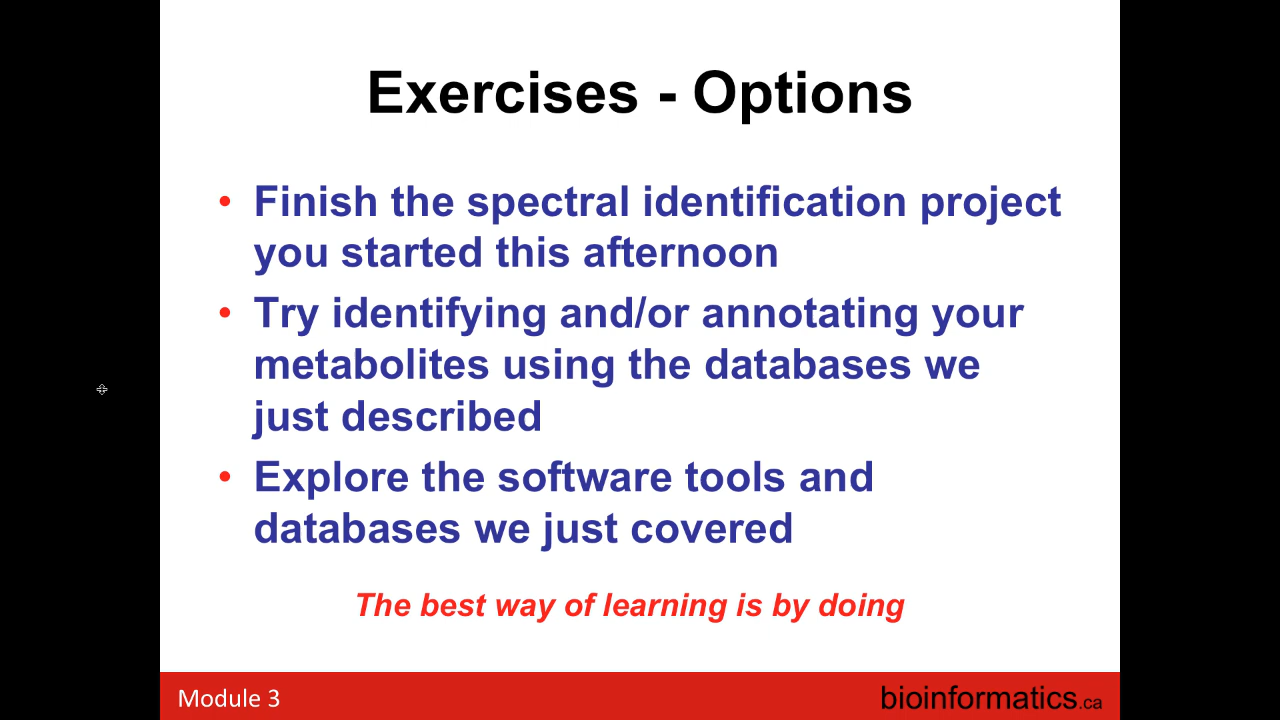 Exercises - Options
• Finish the spectral identification project
you started this afternoon
• Try identifying and/or annotating your
metabolites using the databases we
just described
• Explore the software tools and
databases we just covered
The best way of learning is by doing
Module 3
bioinformatics.ca